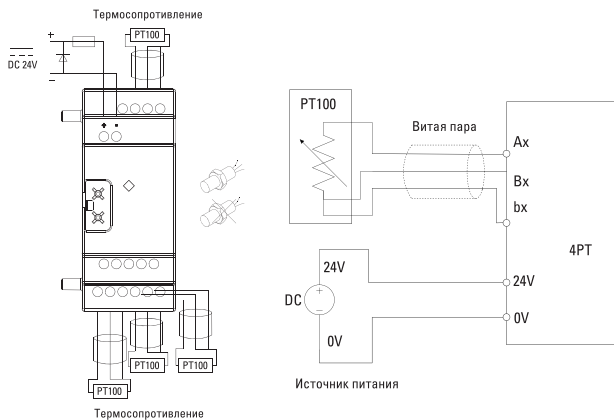 Термосопротивление
PT100
+
DC 24V
−
+ −
PT100
PT100
PT100
Термосопротивление
PT100
Витая пара
Ax
Bx
bx
4PT
24V
24V
DC
+
−
0V
0V
Источник питания